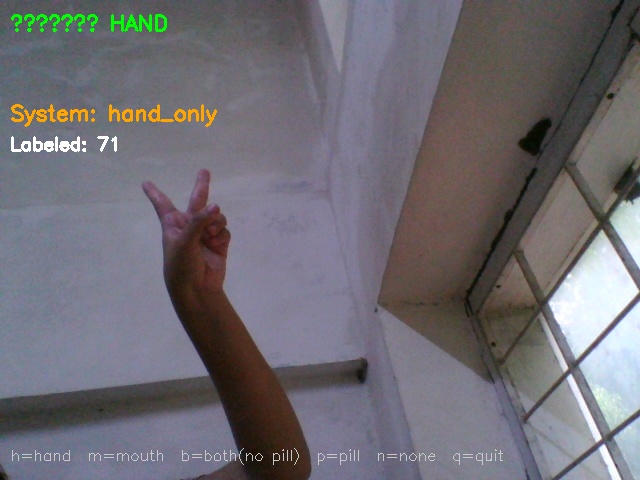 ??????? HAND
System: hand_only
Labeled: 71
h=hand m=mouth b=both(no pill) p=pill n=none q=quit